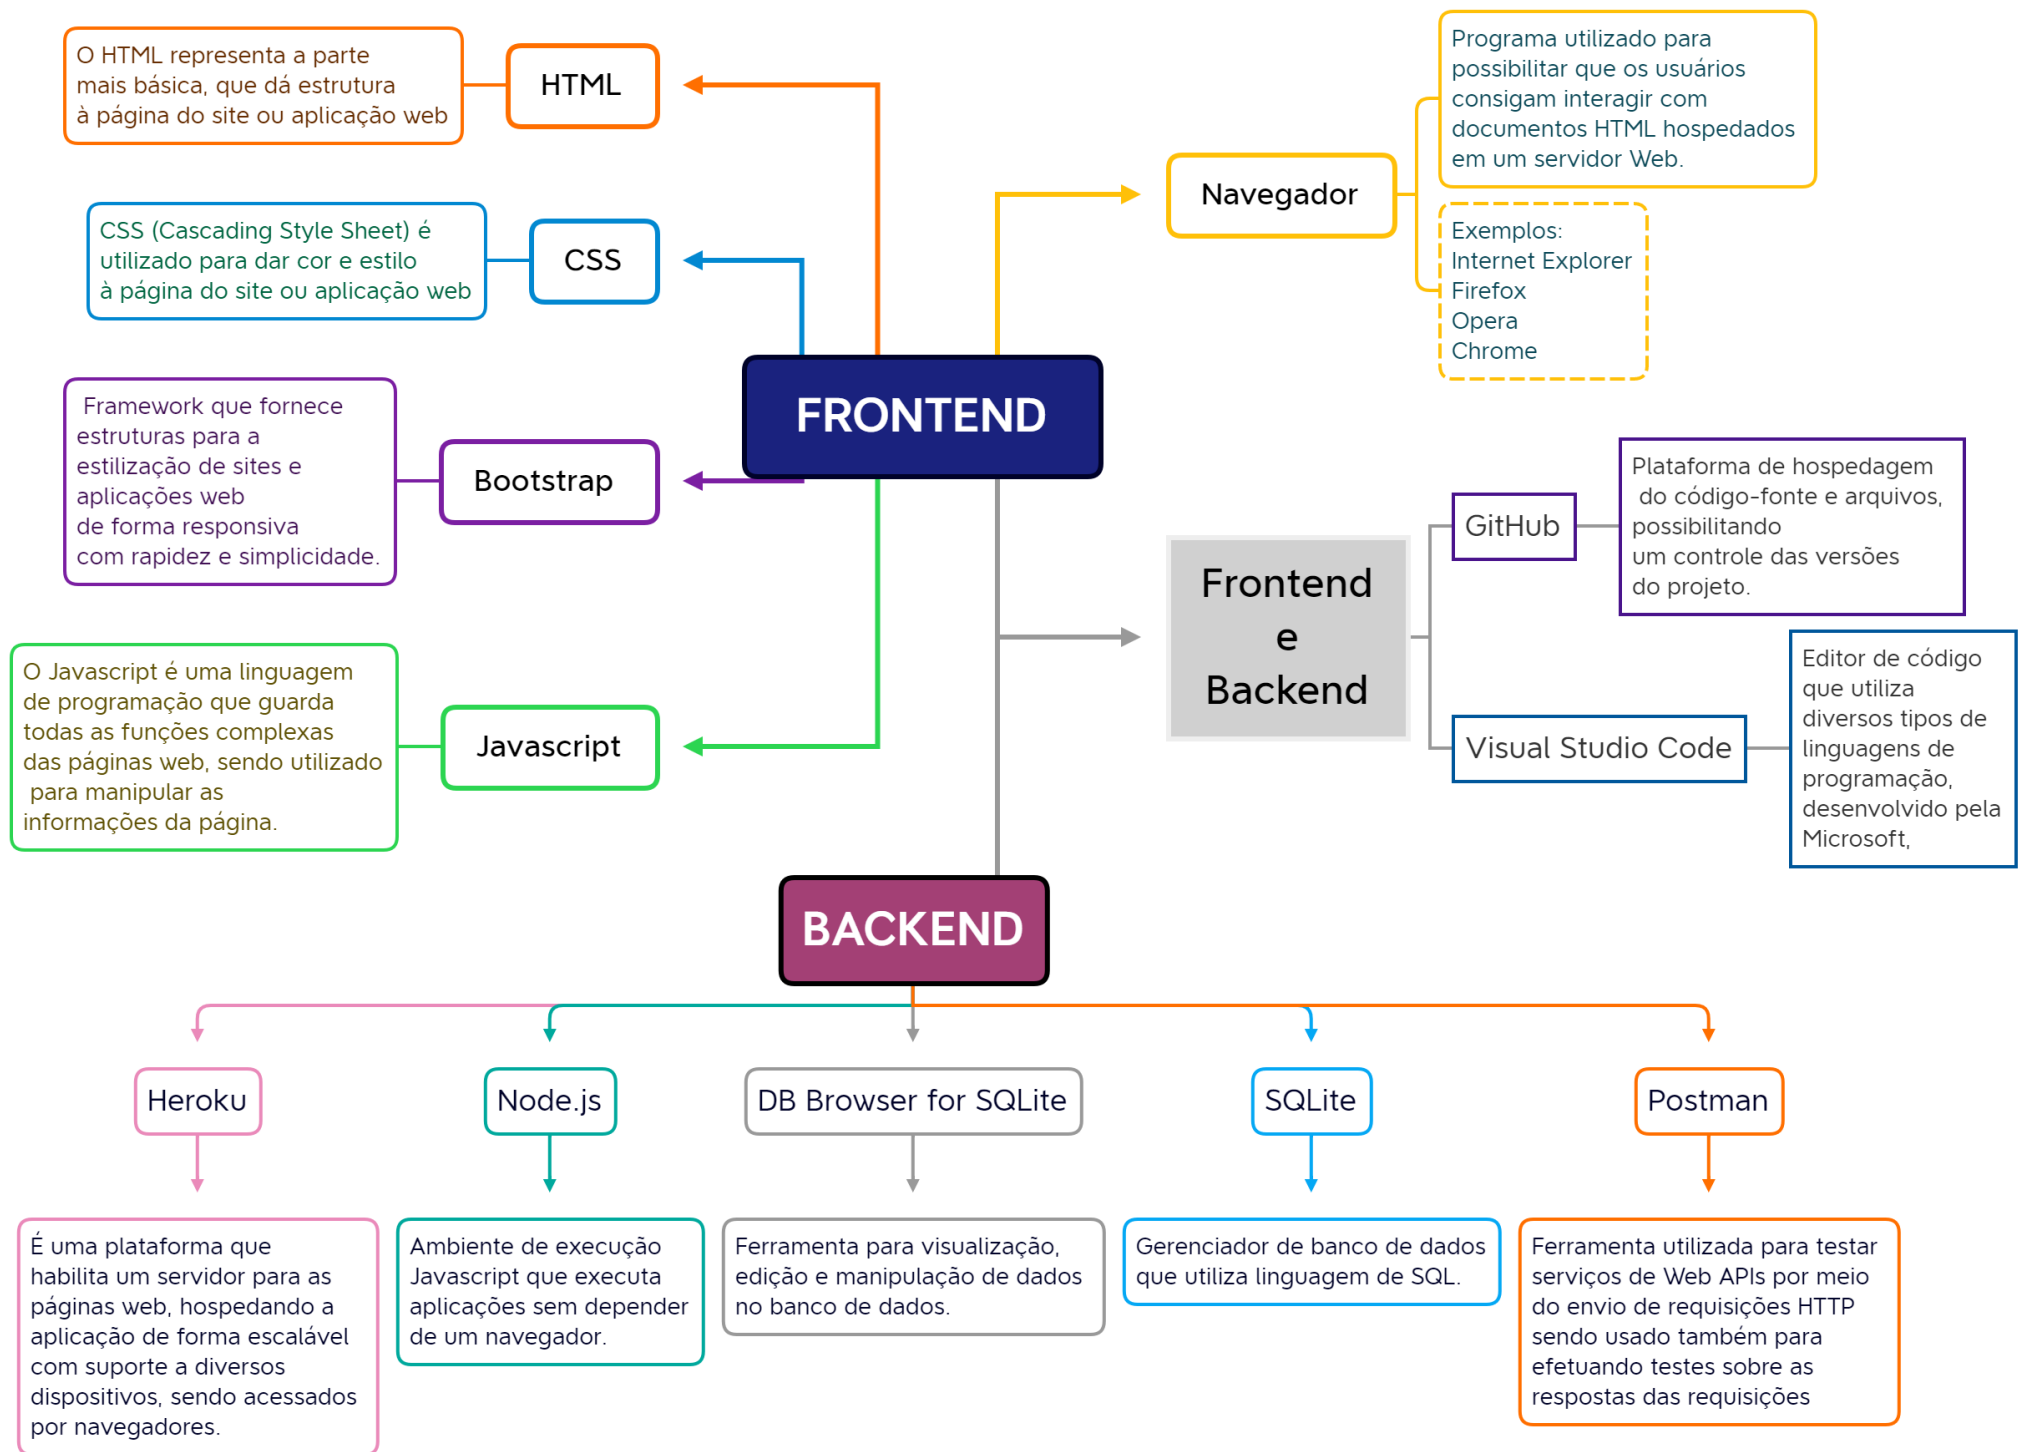 O HTML representa a parte
mais básica, que dá estrutura
à página do site ou aplicação web
HTML
CSS (Cascading Style Sheet) é
utilizado para dar cor e estilo
à página do site ou aplicação web
CSS
Framework que fornece
estruturas para a
estilização de sites e
aplicações web
de forma responsiva
com rapidez e simplicidade.
Bootstrap
O Javascript é uma linguagem
de programação que guarda
todas as funções complexas
das páginas web, sendo utilizado
para manipular as
informações da página.
Javascript
FRONTEND
Navegador
Programa utilizado para
possibilitar que os usuários
consigam interagir com
documentos HTML hospedados
em um servidor Web.
Exemplos:
Internet Explorer
Firefox
Opera
Chrome
Frontend
e
Backend
GitHub
Plataforma de hospedagem
do código-fonte e arquivos,
possibilitando
um controle das versões
do projeto.
Visual Studio Code
Editor de código
que utiliza
diversos tipos de
linguagens de
programação,
desenvolvido pela
Microsoft,
BACKEND
Heroku
É uma plataforma que
habilita um servidor para as
páginas web, hospedando a
aplicação de forma escalável
com suporte a diversos
dispositivos, sendo acessados
por navegadores.
Node.js
Ambiente de execução
Javascript que executa
aplicações sem depender
de um navegador.
DB Browser for SQLite
Ferramenta para visualização,
edição e manipulação de dados
no banco de dados.
SQLite
Gerenciador de banco de dados
que utiliza linguagem de SQL.
Postman
Ferramenta utilizada para testar
serviços de Web APIs por meio
do envio de requisições HTTP
sendo usado também para
efetuando testes sobre as
respostas das requisições